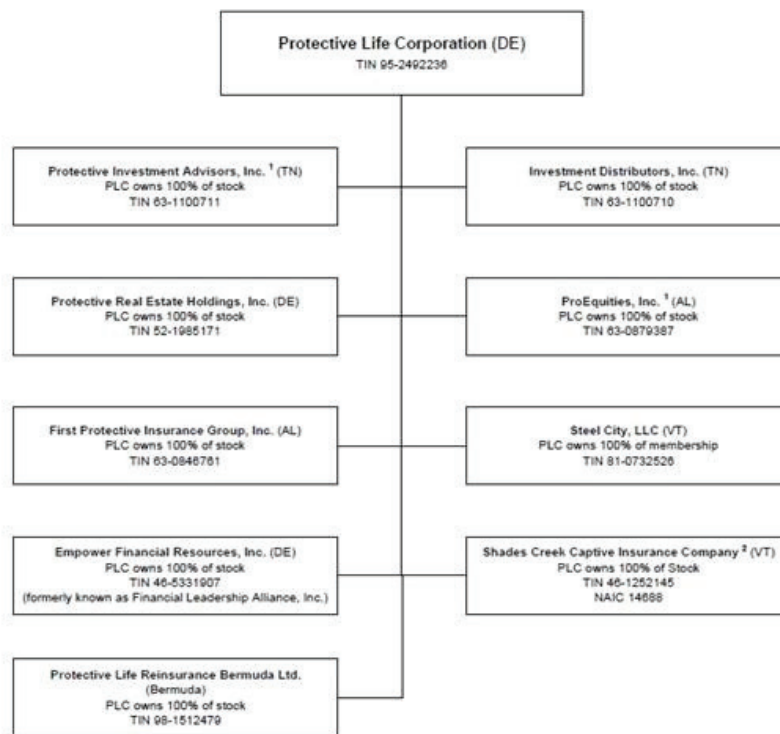 Protective Life Corporation (DE)
TIN 95-2492236
Protective Investment Advisors, Inc. ¹ (TN)
PLC owns 100% of stock
TIN 63-1100711
Investment Distributors, Inc. (TN)
PLC owns 100% of stock
TIN 63-1100710
Protective Real Estate Holdings, Inc. (DE)
PLC owns 100% of stock
TIN 52-1985171
ProEquities, Inc. ¹ (AL)
PLC owns 100% of stock
TIN 63-0879387
First Protective Insurance Group, Inc. (AL)
PLC owns 100% of stock
TIN 63-0846761
Steel City, LLC (VT)
PLC owns 100% of membership
TIN 81-0732526
Empower Financial Resources, Inc. (DE)
PLC owns 100% of stock
TIN 46-5331907
(formerly known as Financial Leadership Alliance, Inc.)
Shades Creek Captive Insurance Company ² (VT)
PLC owns 100% of Stock
TIN 46-1252145
NAIC 14688
Protective Life Reinsurance Bermuda Ltd.
(Bermuda)
PLC owns 100% of stock
TIN 98-1512479